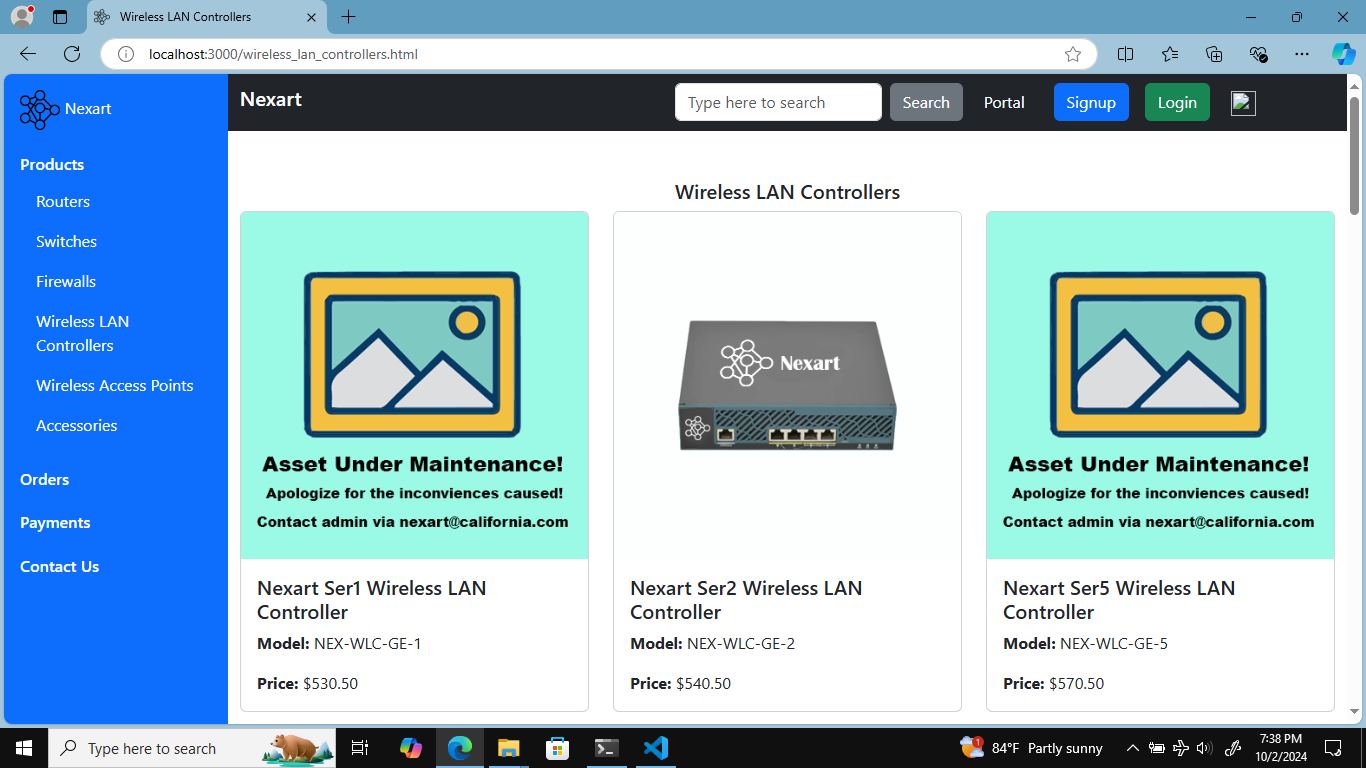 Wireless LAN Controllers
localhost:3000/wireless_lan_controllers.html
Nexart
Products
Routers
Switches
Firewalls
Wireless LAN
Controllers
Wireless Access Points
Accessories
Orders
Payments
Contact Us
Nexart
Type here to search
Search
Portal
Signup
Login
Wireless LAN Controllers
Asset Under Maintenance!
Apologize for the inconviences caused!
Contact admin via nexart@california.com
Nexart Ser1 Wireless LAN
Controller
Model: NEX-WLC-GE-1
Price: $530.50
Nexart
Nexart Ser2 Wireless LAN
Controller
Model: NEX-WLC-GE-2
Price: $540.50
Asset Under Maintenance!
Apologize for the inconviences caused!
Contact admin via nexart@california.com
Nexart Ser5 Wireless LAN
Controller
Model: NEX-WLC-GE-5
Price: $570.50
Type here to search
1
84°F Partly sunny
7:38 PM
10/2/2024